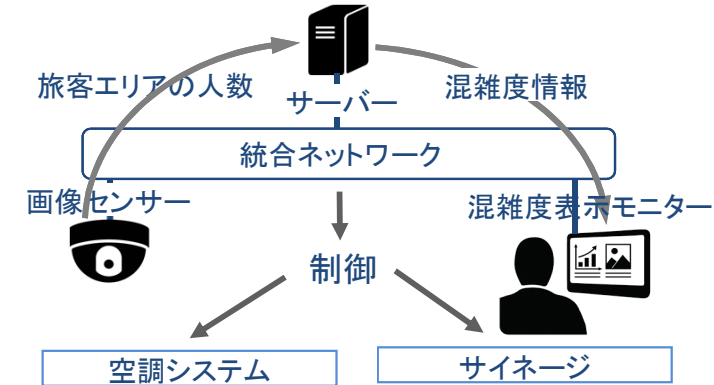 旅客エリアの人数
混雑度情報
サーバー
統合ネットワーク
画像センサー
混雑度表示モニター
制御
空調システム
サイネージ